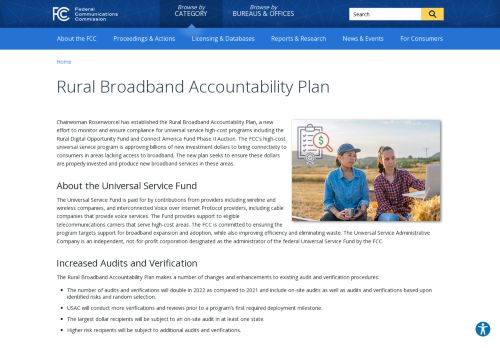 FCC Federal Communications Commission
Browse by CATEGORY
Browse by BUREAUS & OFFICES
Search
About the FCC Proceedings & Actions Licensing & Databases Reports & Research News & Events For Consumers
Home
Rural Broadband Accountability Plan
Chairwoman Rosenworcel has established the Rural Broadband Accountability Plan, a new
effort to monitor and ensure compliance for universal service high-cost programs including the
Rural Digital Opportunity Fund and Connect America Fund Phase II Auction. The FCC's high-cost
universal service program is approving billions of new investment dollars to bring connectivity to
consumers in areas lacking access to broadband. The new plan seeks to ensure these dollars
are properly invested and produce new broadband services in these areas.
About the Universal Service Fund
The Universal Service Fund is paid for by contributions from providers including wireline and
wireless companies, and interconnected Voice over Internet Protocol providers, including cable
companies that provide voice services. The Fund provides support to eligible
telecommunications carriers that serve high-cost areas. The FCC is committed to ensuring the
program targets support for broadband expansion and adoption, while also improving efficiency and eliminating waste. The Universal Service Administrative
Company is an independent, not-for-profit corporation designated as the administrator of the federal Universal Service Fund by the FCC.
Increased Audits and Verification
The Rural Broadband Accountability Plan makes a number of changes and enhancements to existing audit and verification procedures:
• The number of audits and verifications will double in 2022 as compared to 2021 and include on-site audits as well as audits and verifications based upon
identified risks and random selection.
• USAC will conduct more verifications and reviews prior to a program's first required deployment milestone.
• The largest dollar recipients will be subject to an on-site audit in at least one state.
• Higher risk recipients will be subject to additional audits and verifications.